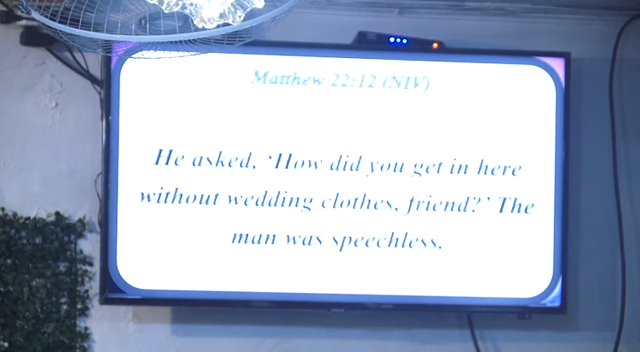 Matthew 22:12 (NIV)
He asked, ‘How did you get in here
without wedding clothes, friend?’ The
man was speechless.